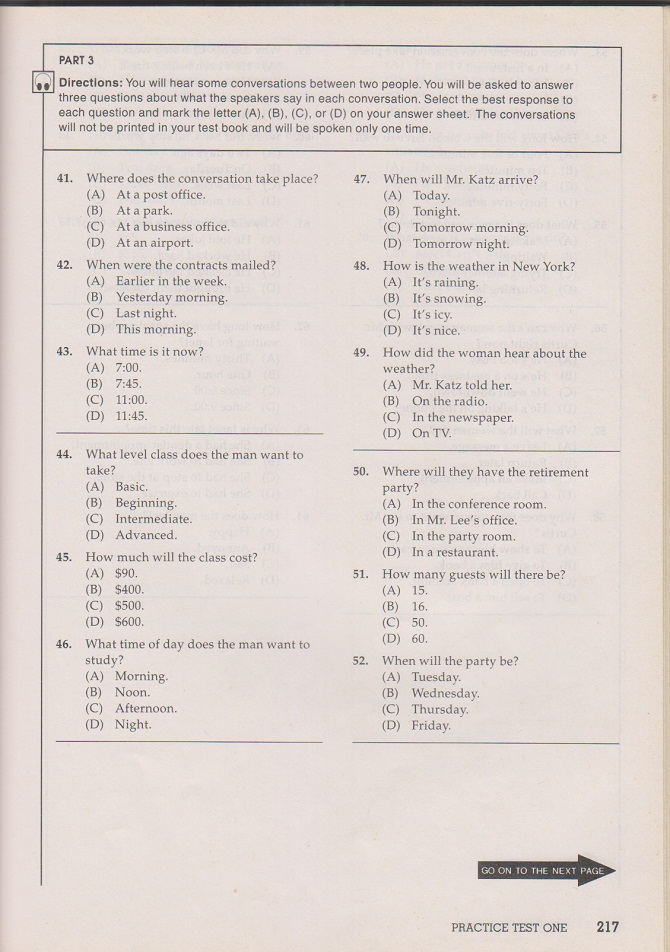 PART 3
Directions: You will hear some conversations between two people. You will be asked to answer
three questions about what the speakers say in each conversation. Select the best response to
each question and mark the letter (A), (B), (C), or (D) on your answer sheet. The conversations
will not be printed in your test book and will be spoken only one time.
41. Where does the conversation take place?
(A) At a post office.
(B) At a park.
(C) At a business office.
(D) At an airport.
42. When were the contracts mailed?
(A) Earlier in the week.
(B) Yesterday morning.
(C) Last night.
(D) This morning.
43. What time is it now?
(A) 7:00.
(B) 7:45.
(C) 11:00.
(D) 11:45.
44. What level class does the man want to
take?
(A) Basic.
(B) Beginning.
(C) Intermediate.
(D) Advanced.
45. How much will the class cost?
(A) $90.
(B) $400.
(C) $500.
(D) $600.
46. What time of day does the man want to
study?
(A) Morning.
(B) Noon.
(C) Afternoon.
(D) Night.
47. When will Mr. Katz arrive?
(A) Today.
(B) Tonight.
(C) Tomorrow morning.
(D) Tomorrow night.
48. How is the weather in New York?
(A) It's raining.
(B) It's snowing.
(C) It's icy.
(D) It's nice.
49. How did the woman hear about the
weather?
(A) Mr. Katz told her.
(B) On the radio.
(C) In the newspaper.
(D) On TV.
50. Where will they have the retirement
party?
(A) In the conference room.
(B) In Mr. Lee's office.
(C) In the party room.
(D) In a restaurant.
51. How many guests will there be?
(A) 15.
(B) 16.
(C) 50.
(D) 60.
52. When will the party be?
(A) Tuesday.
(B) Wednesday.
(C) Thursday.
(D) Friday.
GO ON TO THE NEXT PAGE
PRACTICE TEST ONE 217